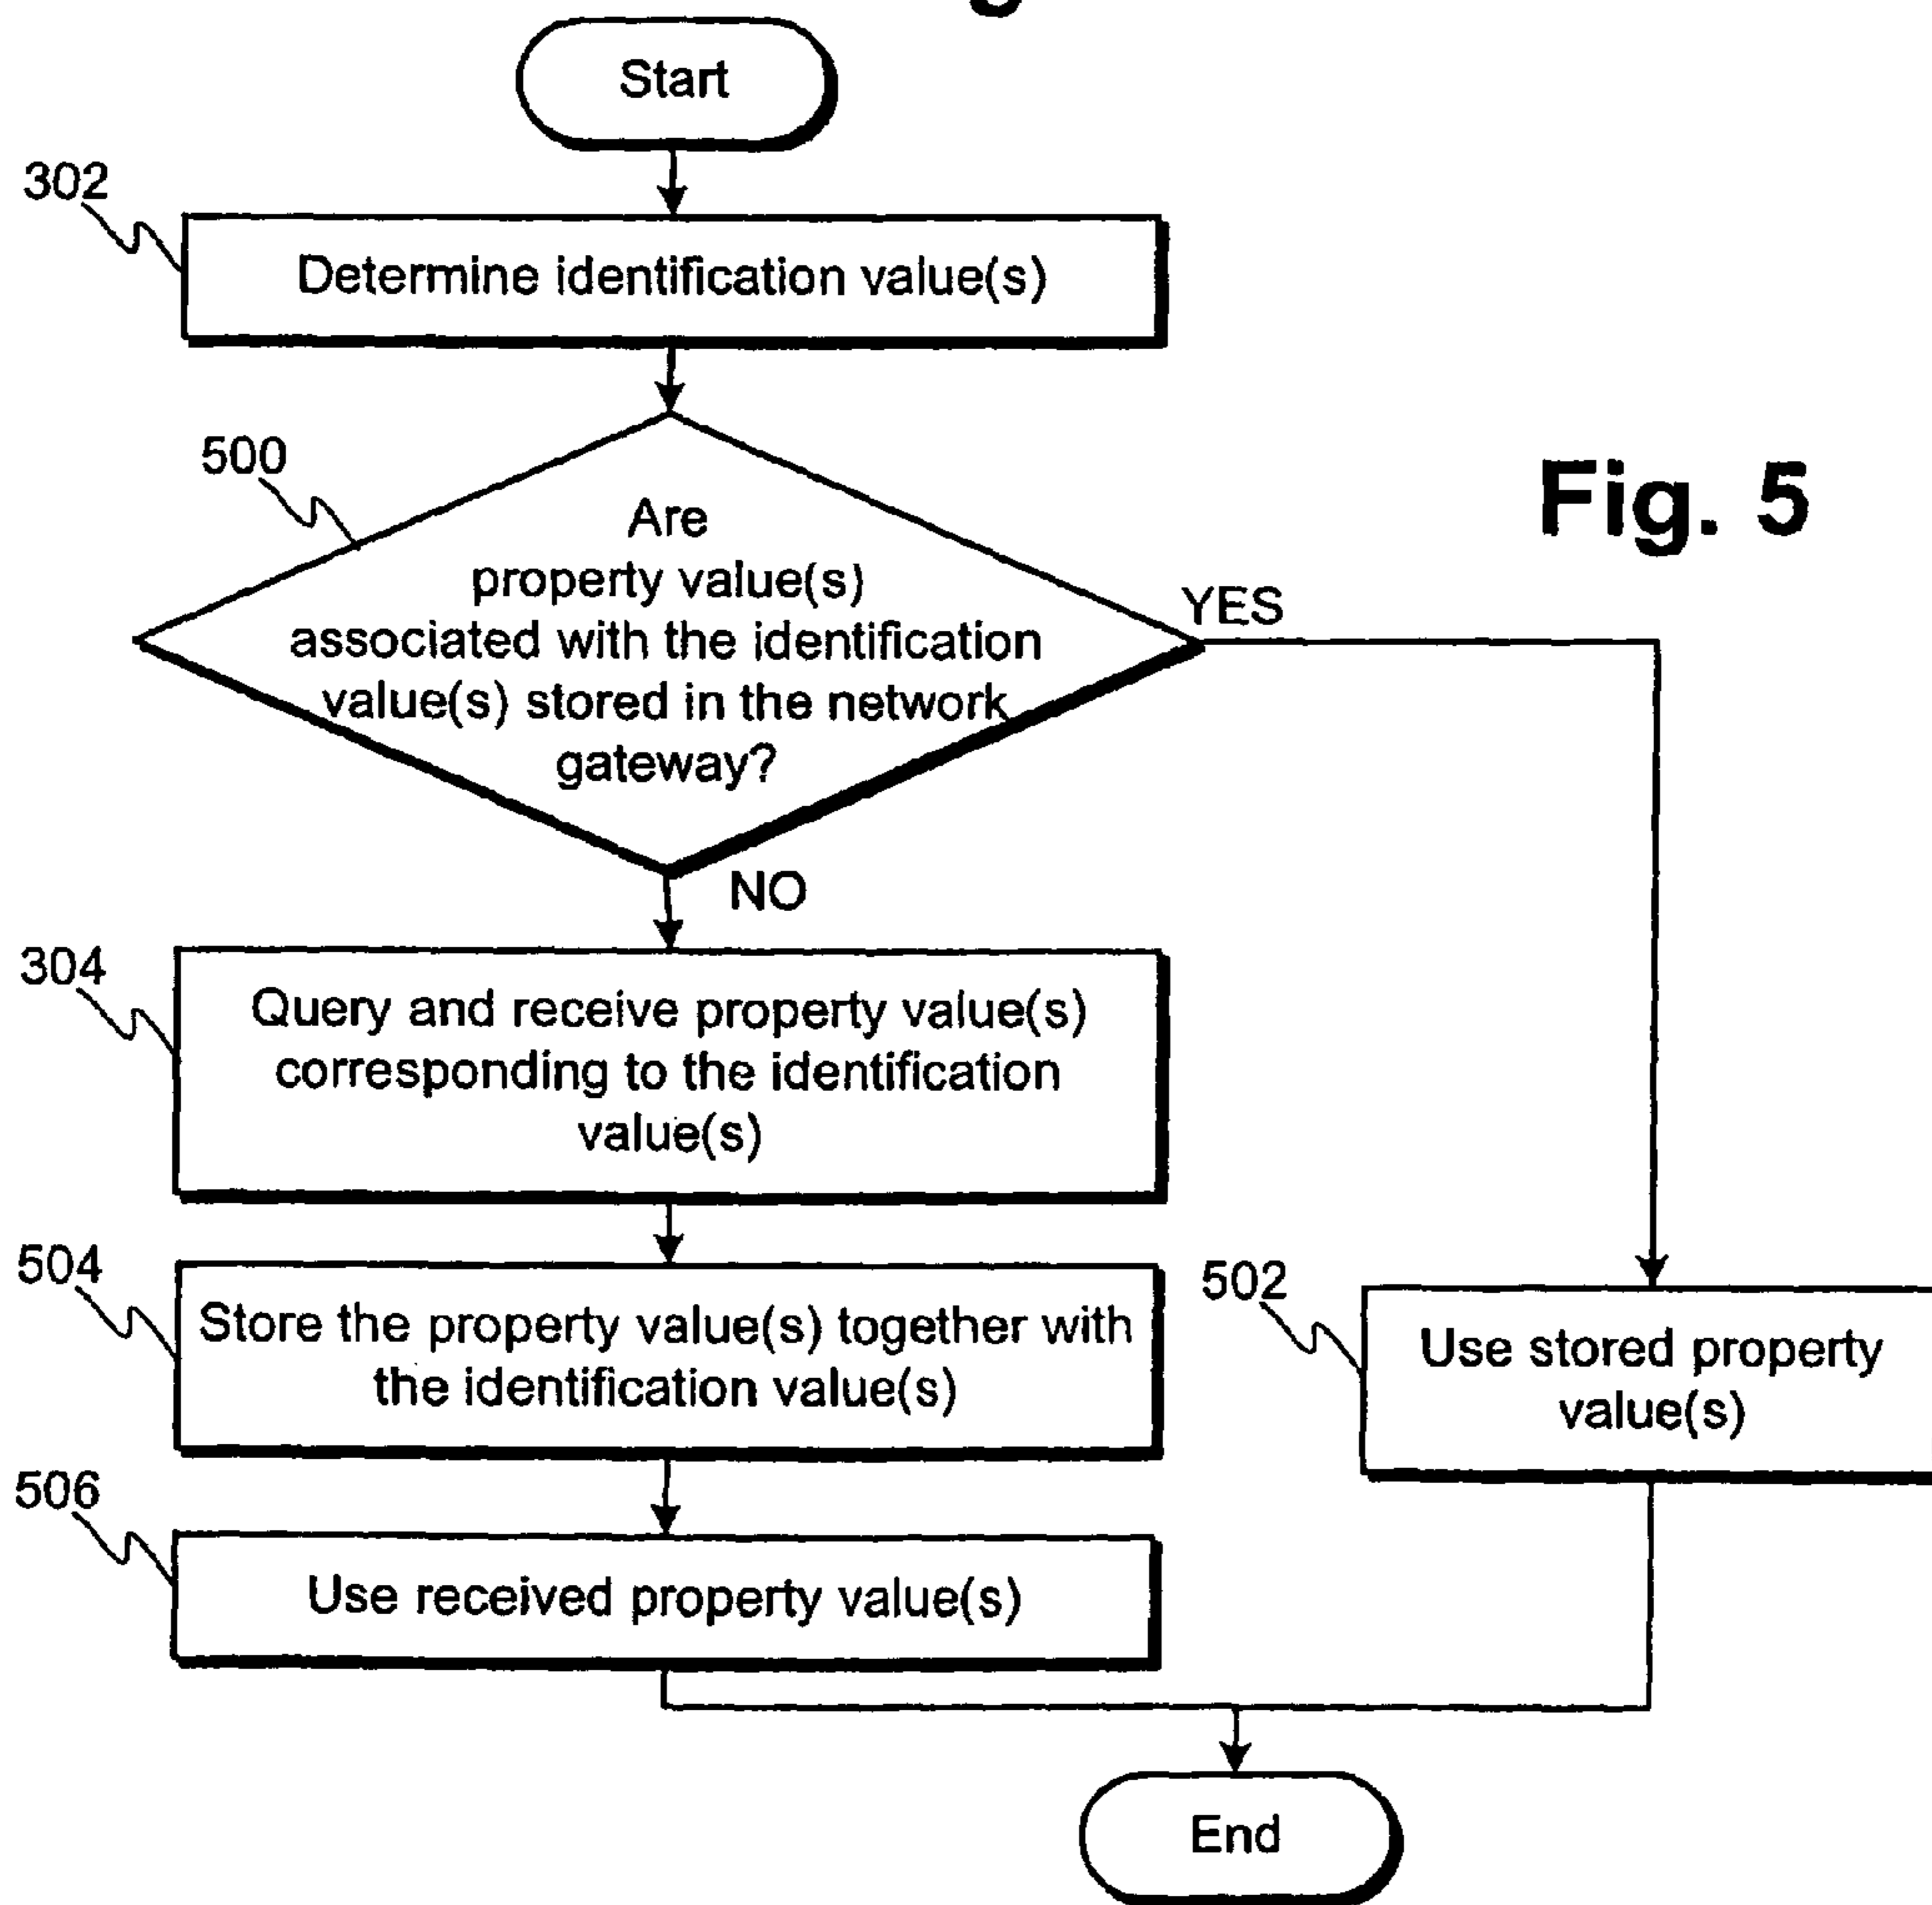 Start
302
Determine identification value(s)
500
Are
property value(s)
associated with the identification
value(s) stored in the network
gateway?
YES
Fig. 5
NO
304
Query and receive property value(s)
corresponding to the identification
value(s)
504
Store the property value(s) together with
the identification value(s)
502
Use stored property
value(s)
506
Use received property value(s)
End